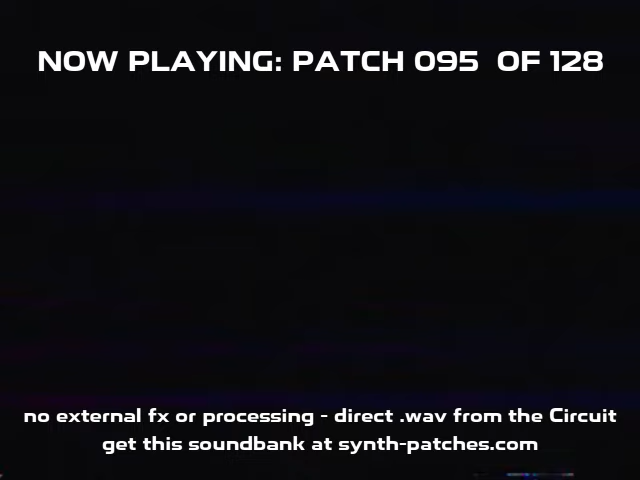 NOW PLAYING: PATCH 095 OF 128
no external fx or processing - direct .wav from the Circuit
get this soundbank at synth-patches.com